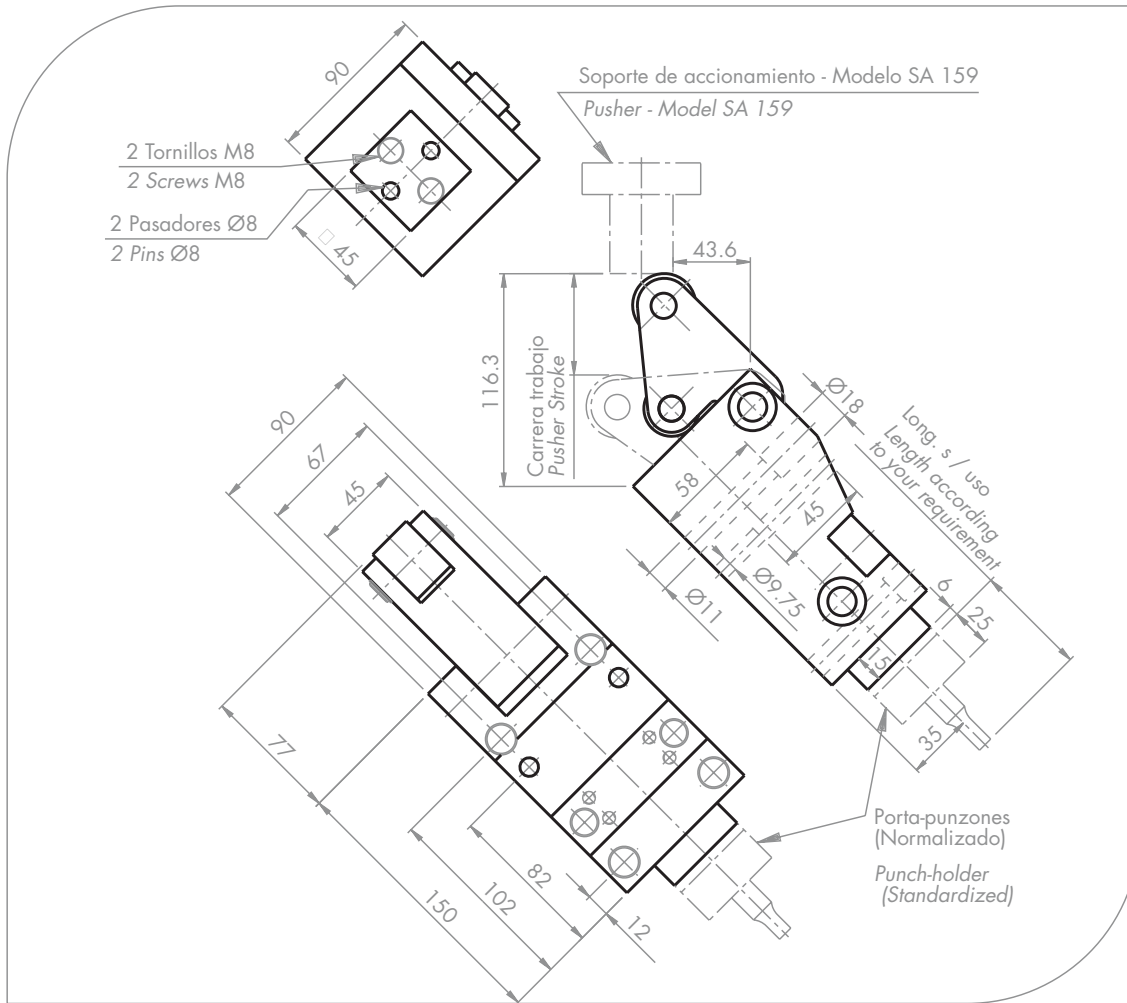 90
Soporte de accionamiento - Modelo SA 159
Pusher - Model SA 159
2 Tornillos M8
2 Screws M8
2 Pasadores Ø8
2 Pins Ø8
□ 45
43.6
116.3
Carrera trabajo
Pusher Stroke
Ø18
Long. s / uso
Length according
to your requirement
90
67
45
58
45
Ø11
Ø9.75
6
25
15
35
77
150
102
82
12
Porta-punzones
(Normalizado)
Punch-holder
(Standardized)